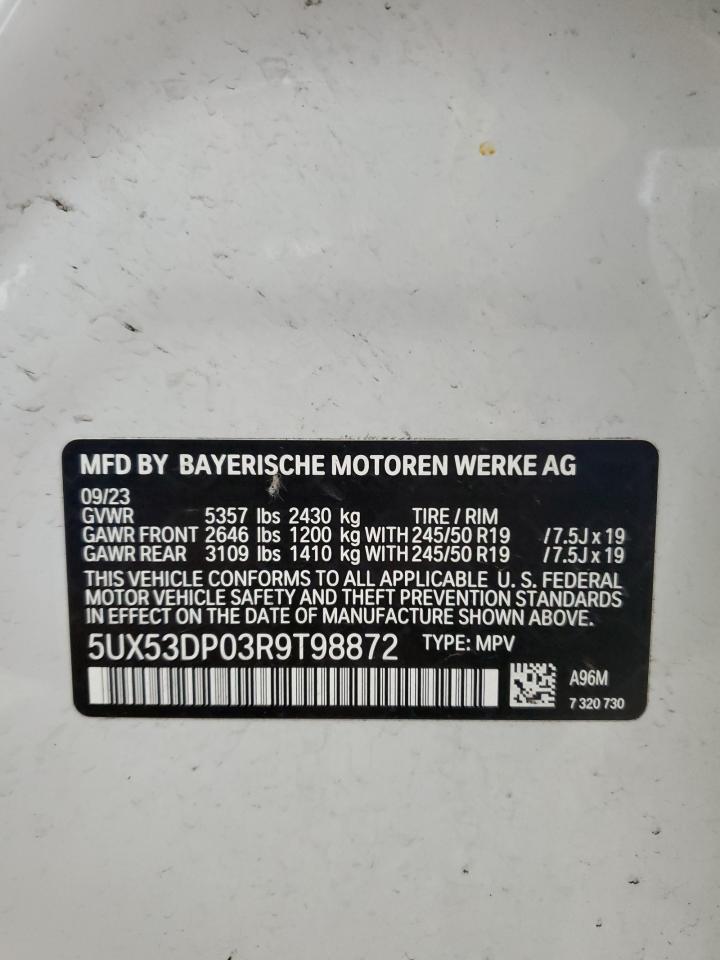 MFD BY BAYERISCHE MOTOREN WERKE AG
09/23
GVWR 5357 lbs 2430 kg TIRE / RIM
GAWR FRONT 2646 lbs 1200 kg WITH 245/50 R19 / 7.5J x 19
GAWR REAR 3109 lbs 1410 kg WITH 245/50 R19 / 7.5J x 19
THIS VEHICLE CONFORMS TO ALL APPLICABLE U. S. FEDERAL
MOTOR VEHICLE SAFETY AND THEFT PREVENTION STANDARDS
IN EFFECT ON THE DATE OF MANUFACTURE SHOWN ABOVE.
5UX53DP03R9T98872 TYPE: MPV
A96M
7 320 730